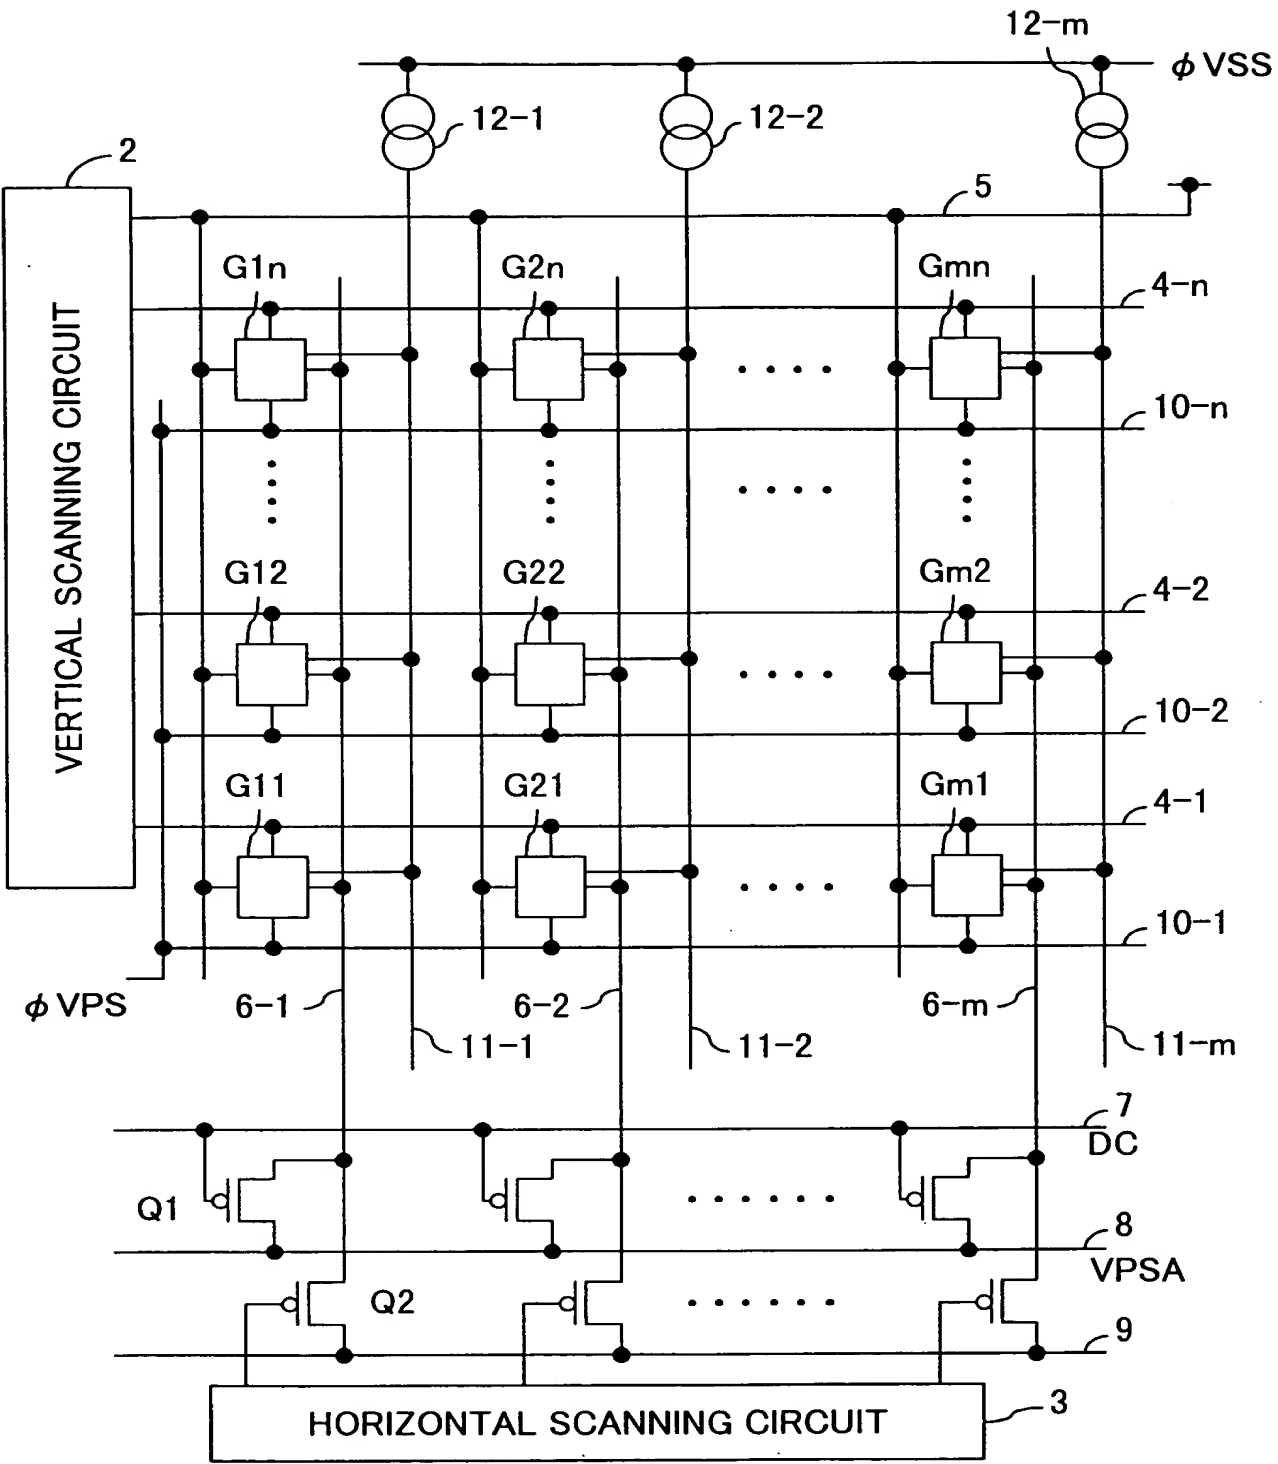 12-m
φVSS
12-1
12-2
2
5
G1n
G2n
Gmn
4-n
10-n
VERTICAL SCANNING CIRCUIT
G12
G22
Gm2
4-2
10-2
G11
G21
Gm1
4-1
10-1
φVPS
6-1
6-2
6-m
11-1
11-2
11-m
7
DC
Q1
8
VPSA
Q2
9
HORIZONTAL SCANNING CIRCUIT
3